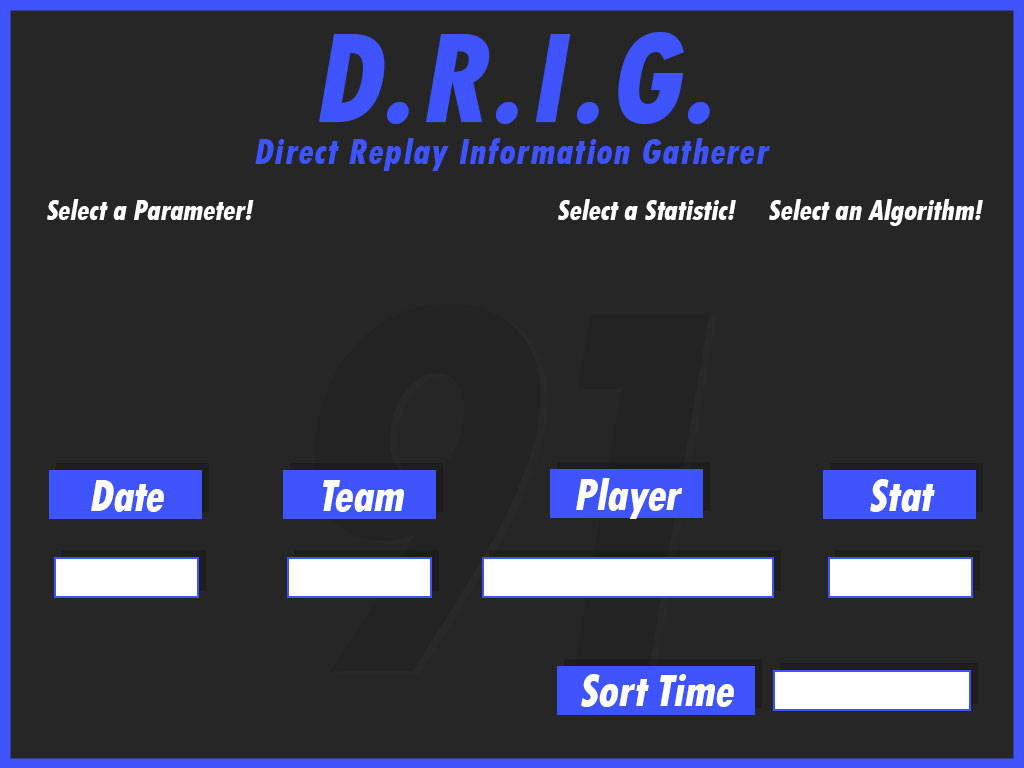 D.R.I.G.
Direct Replay Information Gatherer
Select a Parameter!
Select a Statistic!
Select an Algorithm!
91
Date
Team
Player
Stat
Sort Time